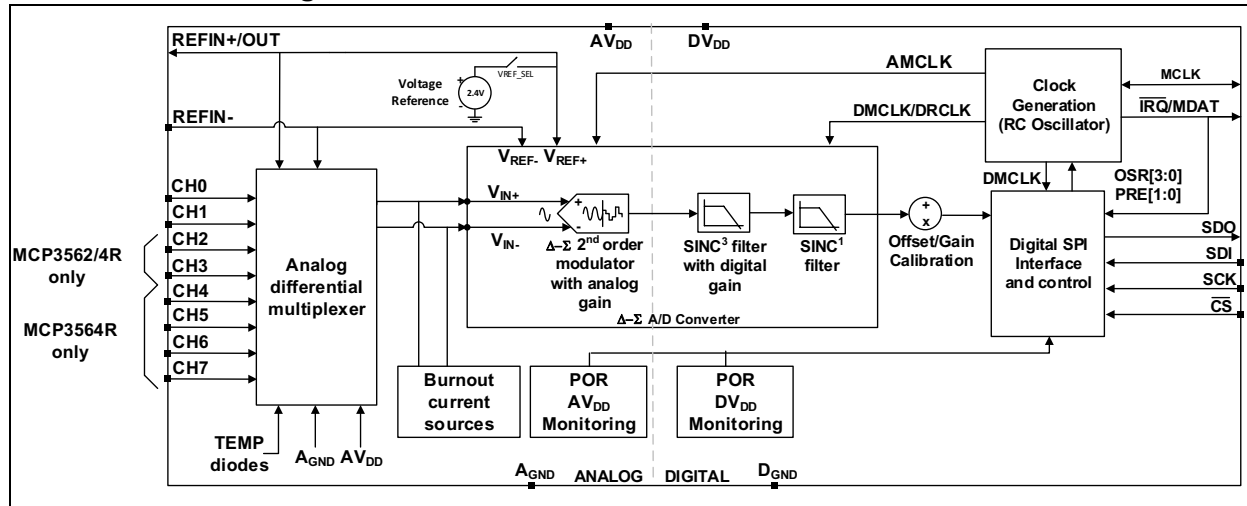 REFIN+/OUT
AVDD
DVDD
VREF_SEL
Voltage
Reference
+
2.4V
-
AMCLK
Clock
Generation
(RC Oscillator)
MCLK
IRQ/MDAT
DMCLK/DRCLK
REFIN-
VREF- VREF+
DMCLK
OSR[3:0]
PRE[1:0]
CH0
CH1
CH2
CH3
CH4
CH5
CH6
CH7
MCP3562/4R
only
MCP3564R
only
Analog
differential
multiplexer
VIN+
VIN-
+
-
Δ–Σ 2nd order
modulator
with analog
gain
SINC3 filter
with digital
gain
SINC1
filter
Δ–Σ A/D Converter
+
x
Offset/Gain
Calibration
Digital SPI
Interface
and control
SDO
SDI
SCK
CS
Burnout
current
sources
POR
AVDD
Monitoring
POR
DVDD
Monitoring
TEMP
diodes
AGND
AVDD
AGND
ANALOG
DIGITAL
DGND